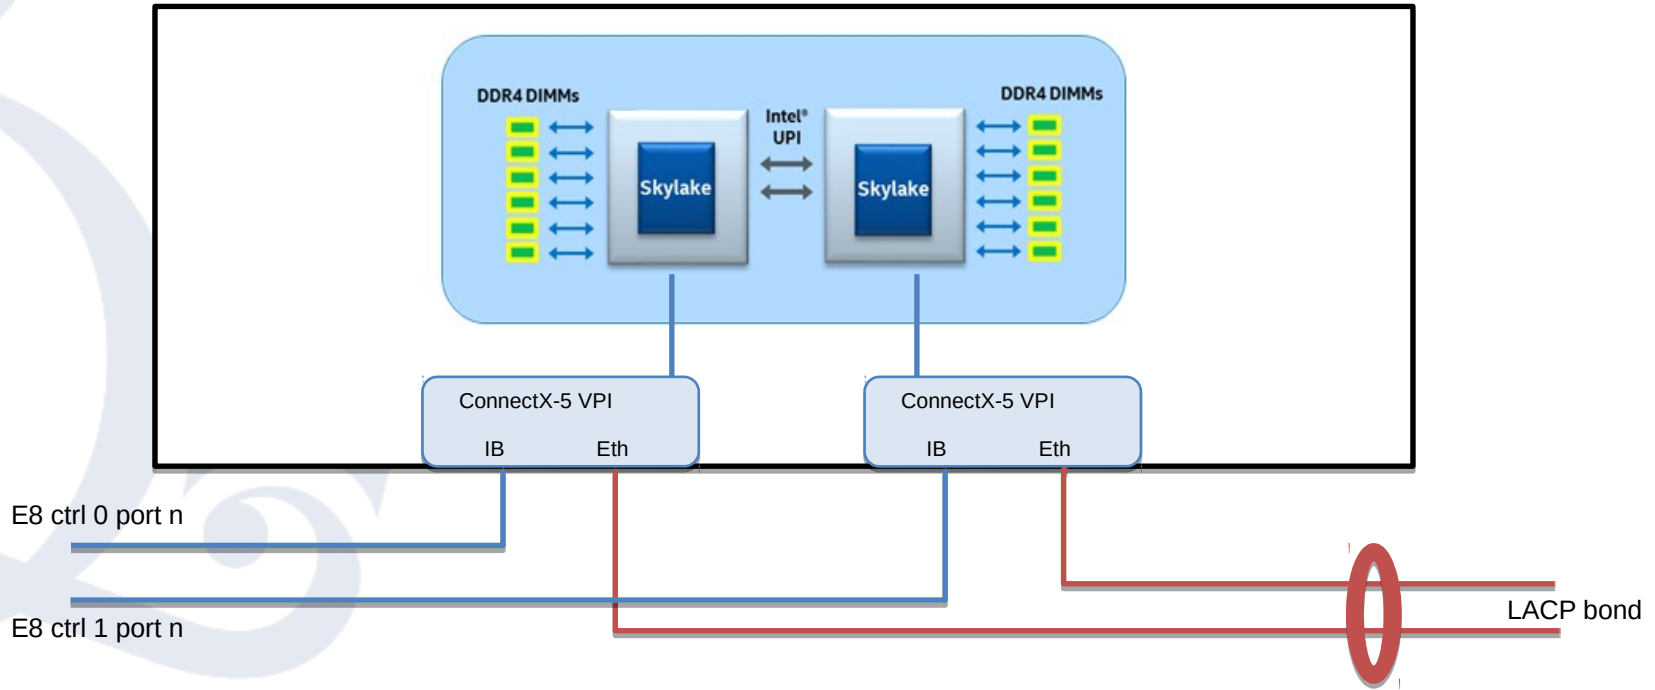 DDR4 DIMMs
DDR4 DIMMs
Intel®
UPI
Skylake
Skylake
ConnectX-5 VPI
ConnectX-5 VPI
IB
Eth
IB
Eth
E8 ctrl 0 port n
LACP bond
E8 ctrl 1 port n